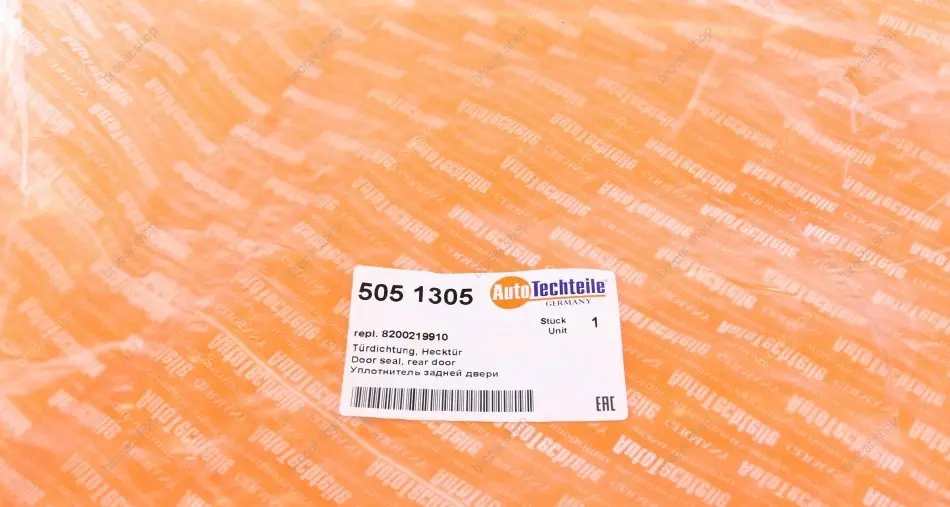 505 1305
AutoTechteile
GERMANY
Stück 1
Unit
repl. 8200219910
Türdichtung, Hecktür
Door seal, rear door
Уплотнитель задней двери
EAC